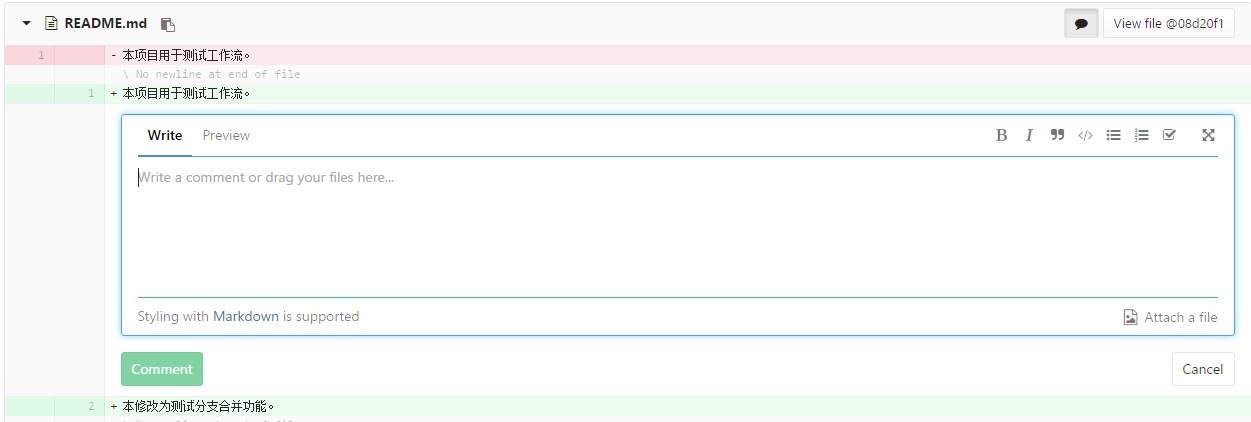 README.md View file @08d20f1
1 - 本项目用于测试工作流。
\ No newline at end of file
1 + 本项目用于测试工作流。
Write Preview B I
Write a comment or drag your files here...
Styling with Markdown is supported Attach a file
Comment Cancel
2 + 本修改为测试分支合并功能。